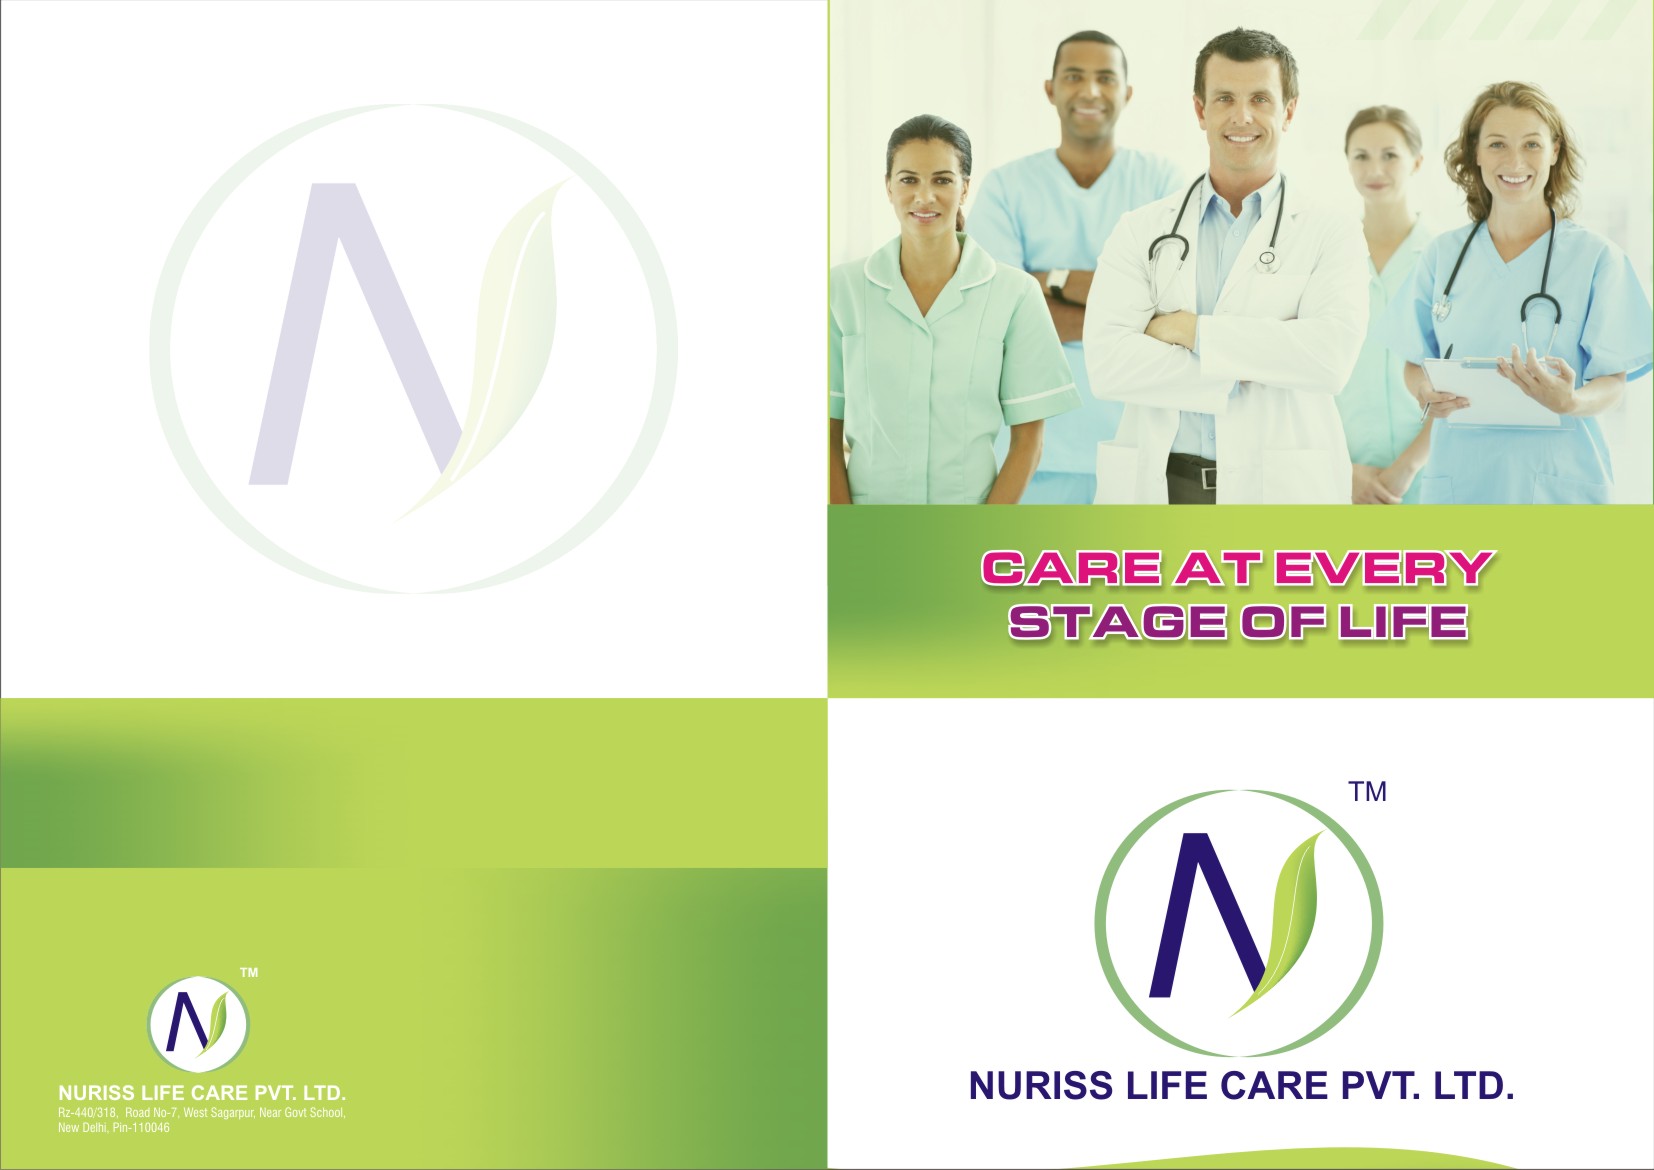 CARE AT EVERY
STAGE OF LIFE
TM
N
NURISS LIFE CARE PVT. LTD.
N
TM
N
NURISS LIFE CARE PVT. LTD.
Rz-440/318, Road No-7, West Sagarpur, Near Govt School,
New Delhi, Pin-110046